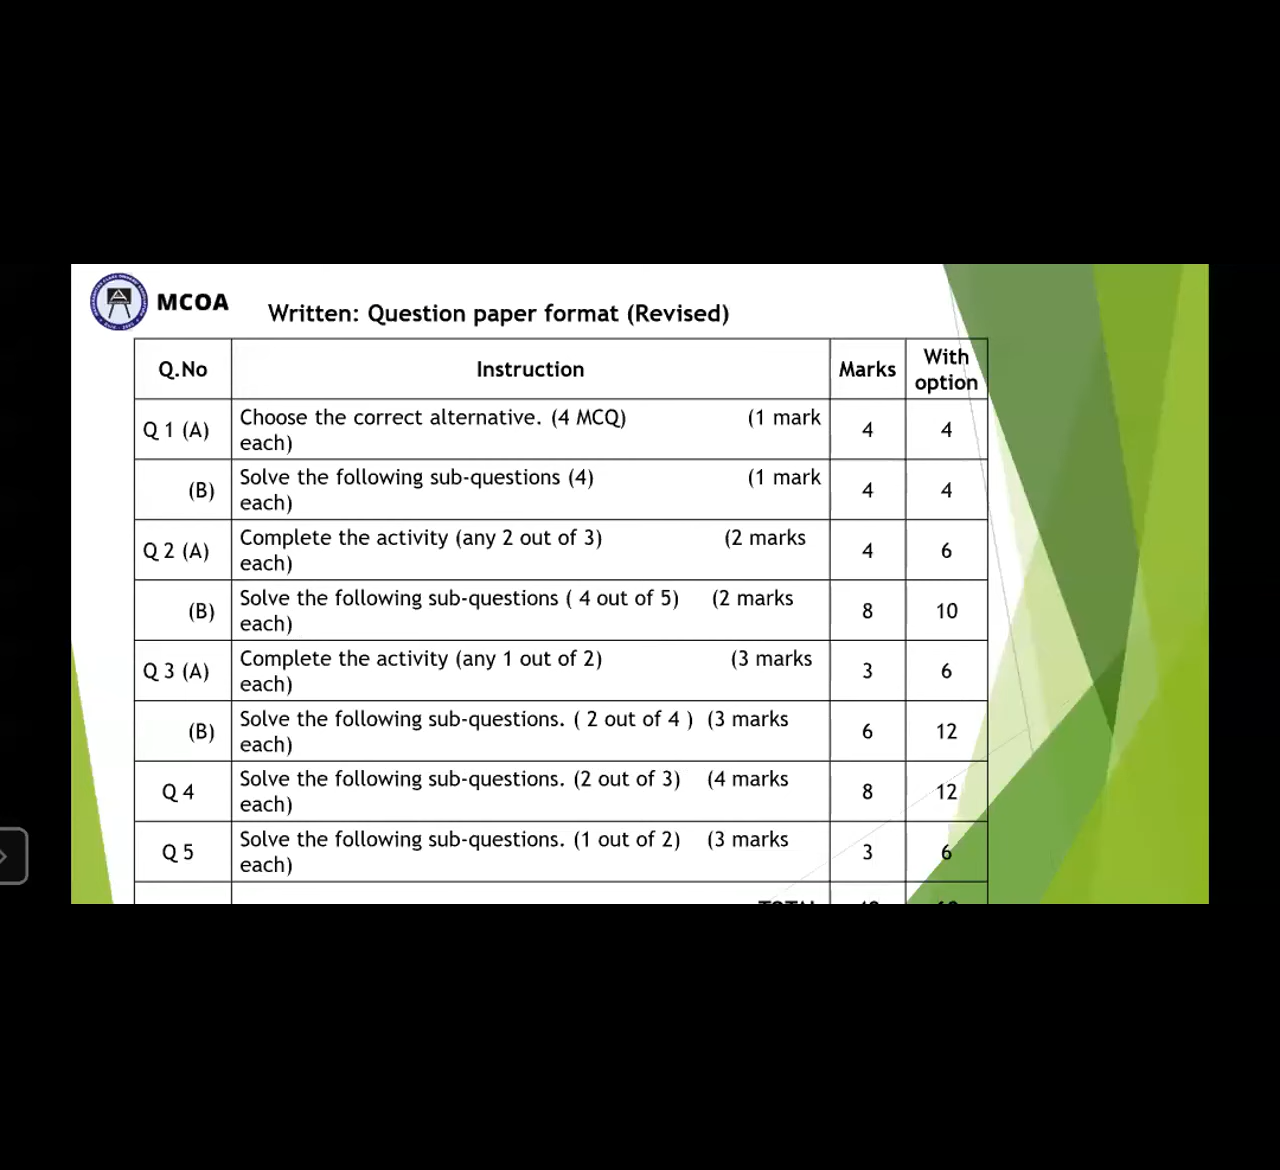 MCOA
Written: Question paper format (Revised)
Q.No Instruction Marks With option
Q 1 (A) Choose the correct alternative. (4 MCQ) (1 mark each) 4 4
(B) Solve the following sub-questions (4) (1 mark each) 4 4
Q 2 (A) Complete the activity (any 2 out of 3) (2 marks each) 4 6
(B) Solve the following sub-questions ( 4 out of 5) (2 marks each) 8 10
Q 3 (A) Complete the activity (any 1 out of 2) (3 marks each) 3 6
(B) Solve the following sub-questions. ( 2 out of 4 ) (3 marks each) 6 12
Q 4 Solve the following sub-questions. (2 out of 3) (4 marks each) 8 12
Q 5 Solve the following sub-questions. (1 out of 2) (3 marks each) 3 6
TOTAL